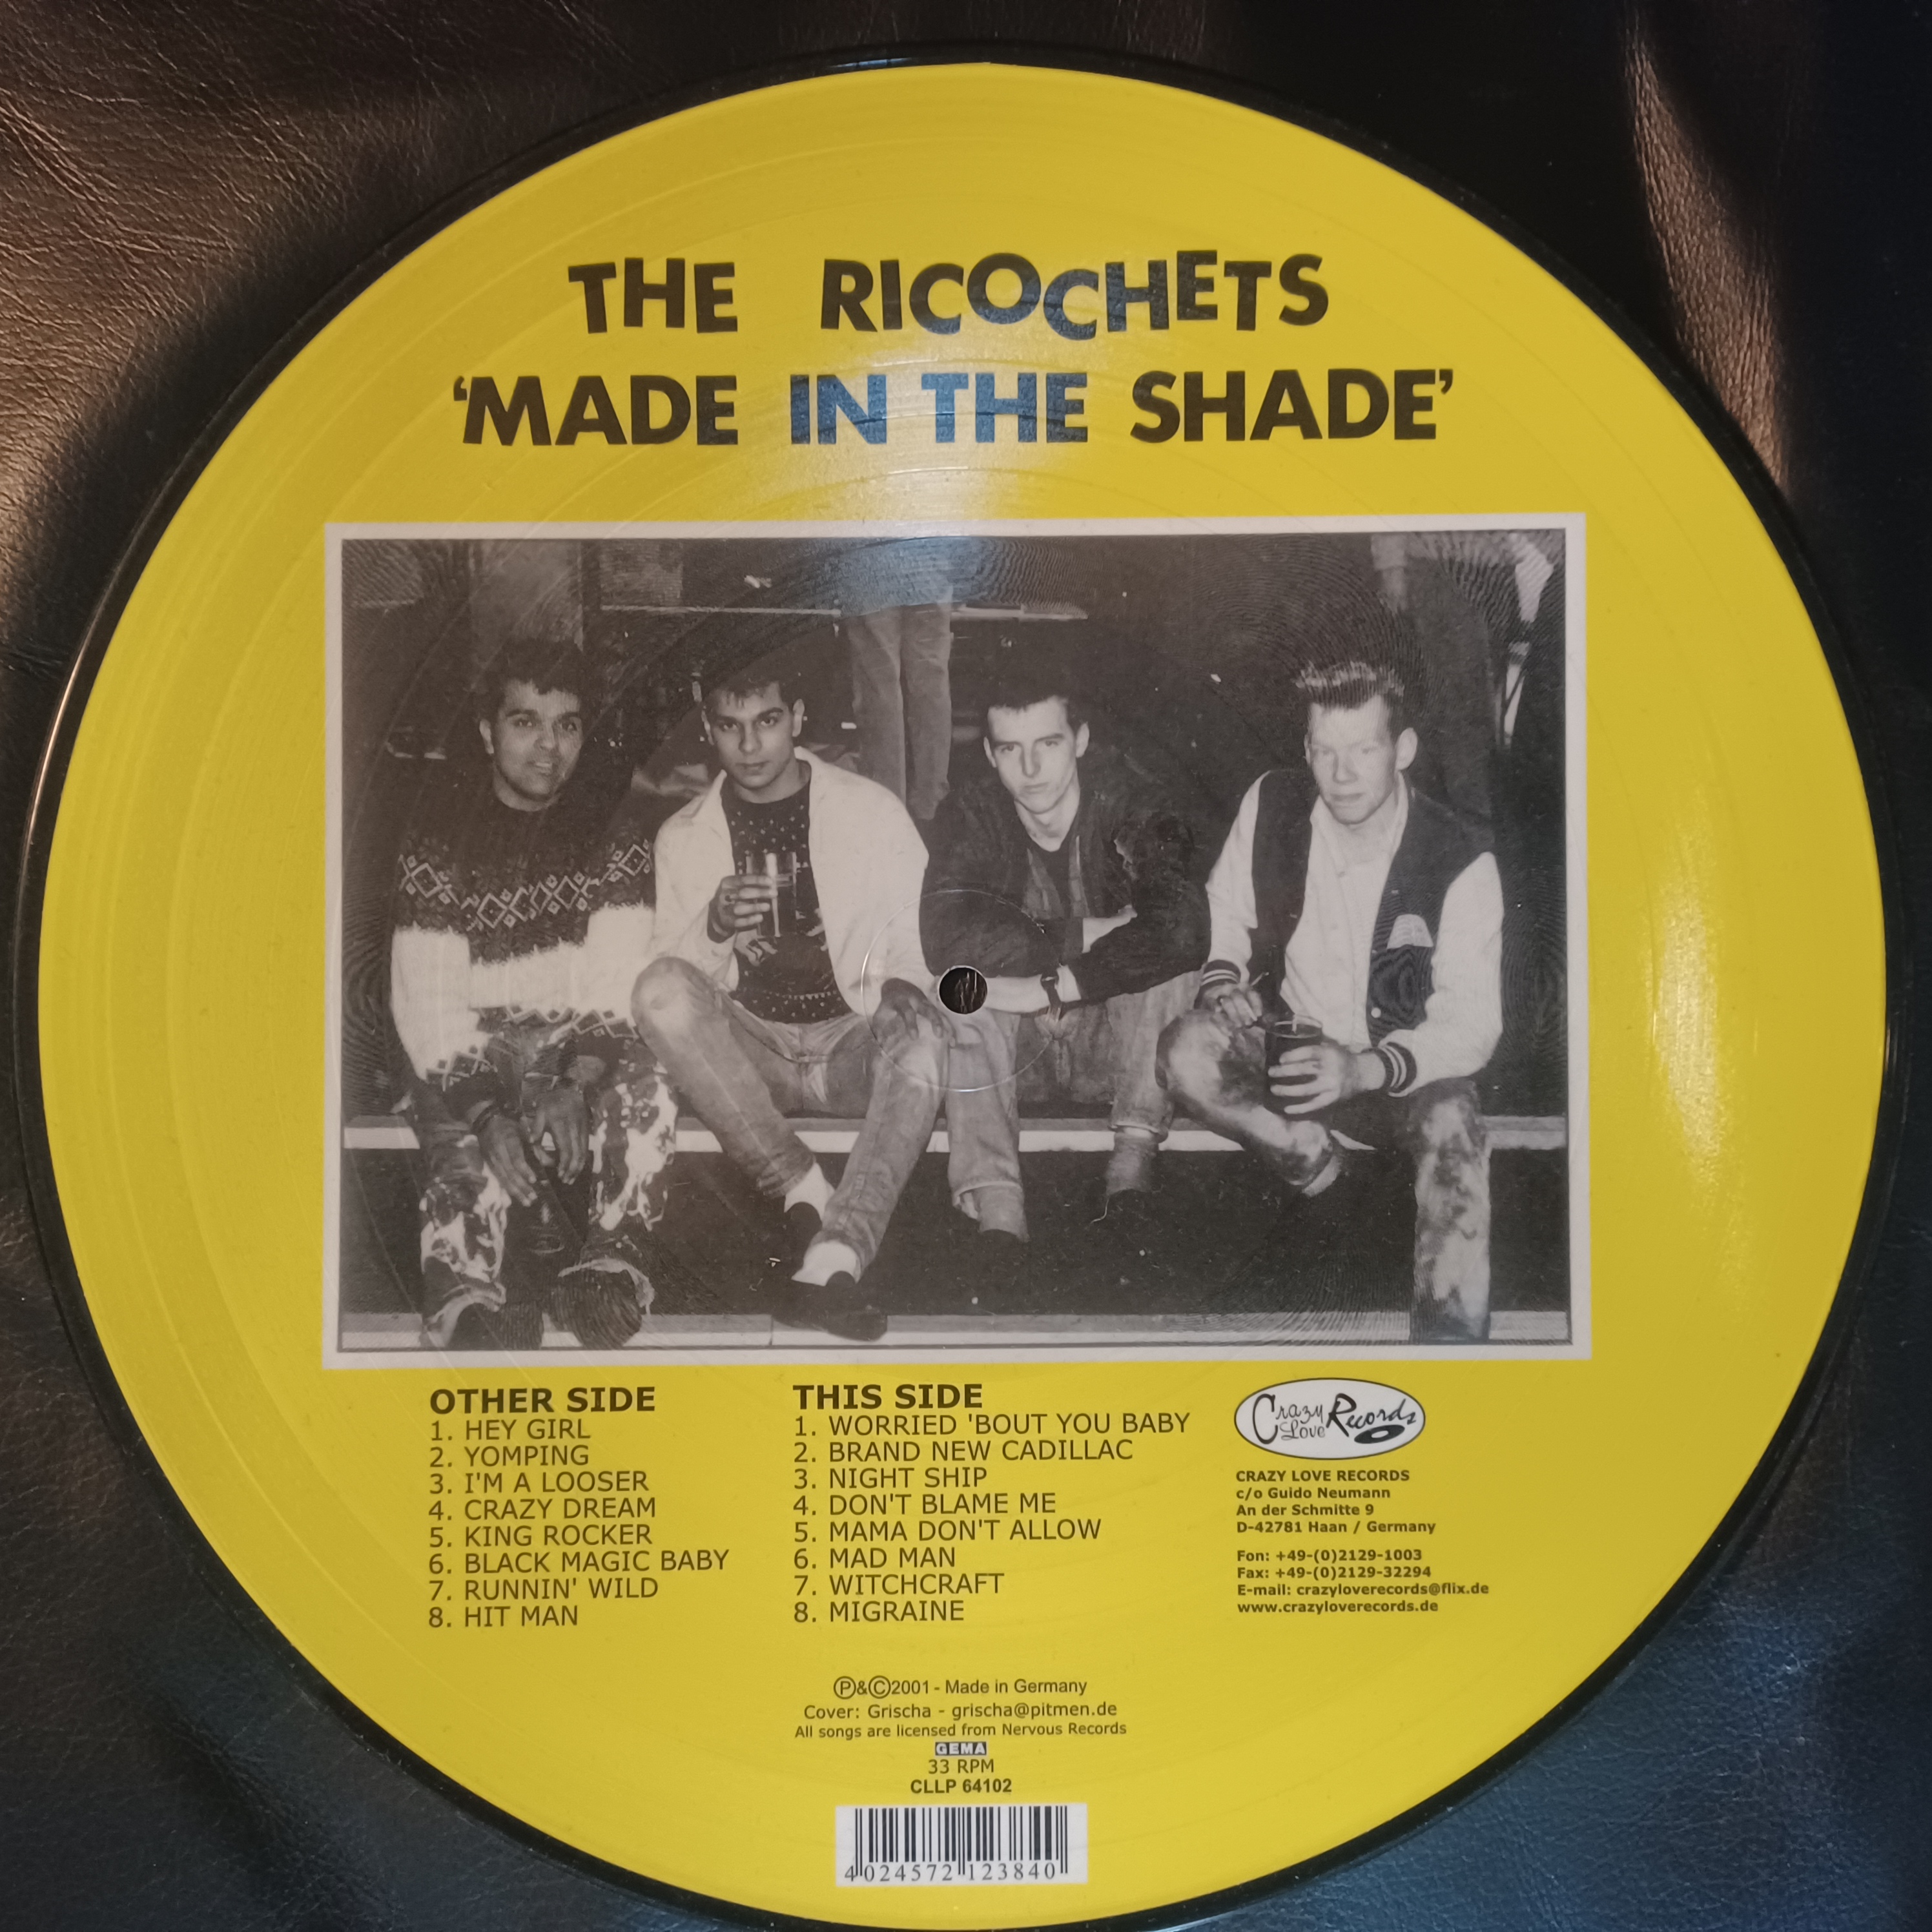 THE RICOCHETS
‘MADE IN THE SHADE’
OTHER SIDE
1. HEY GIRL
2. YOMPING
3. I'M A LOOSER
4. CRAZY DREAM
5. KING ROCKER
6. BLACK MAGIC BABY
7. RUNNIN' WILD
8. HIT MAN
THIS SIDE
1. WORRIED 'BOUT YOU BABY
2. BRAND NEW CADILLAC
3. NIGHT SHIP
4. DON'T BLAME ME
5. MAMA DON'T ALLOW
6. MAD MAN
7. WITCHCRAFT
8. MIGRAINE
Crazy Love Records
CRAZY LOVE RECORDS
c/o Guido Neumann
An der Schmitte 9
D-42781 Haan / Germany
Fon: +49-(0)2129-1003
Fax: +49-(0)2129-32294
E-mail: crazyloverecords@flix.de
www.crazyloverecords.de
Ⓟ&Ⓒ2001 - Made in Germany
Cover: Grischa - grischa@pitmen.de
All songs are licensed from Nervous Records
GEMA
33 RPM
CLLP 64102
4 024572 123840